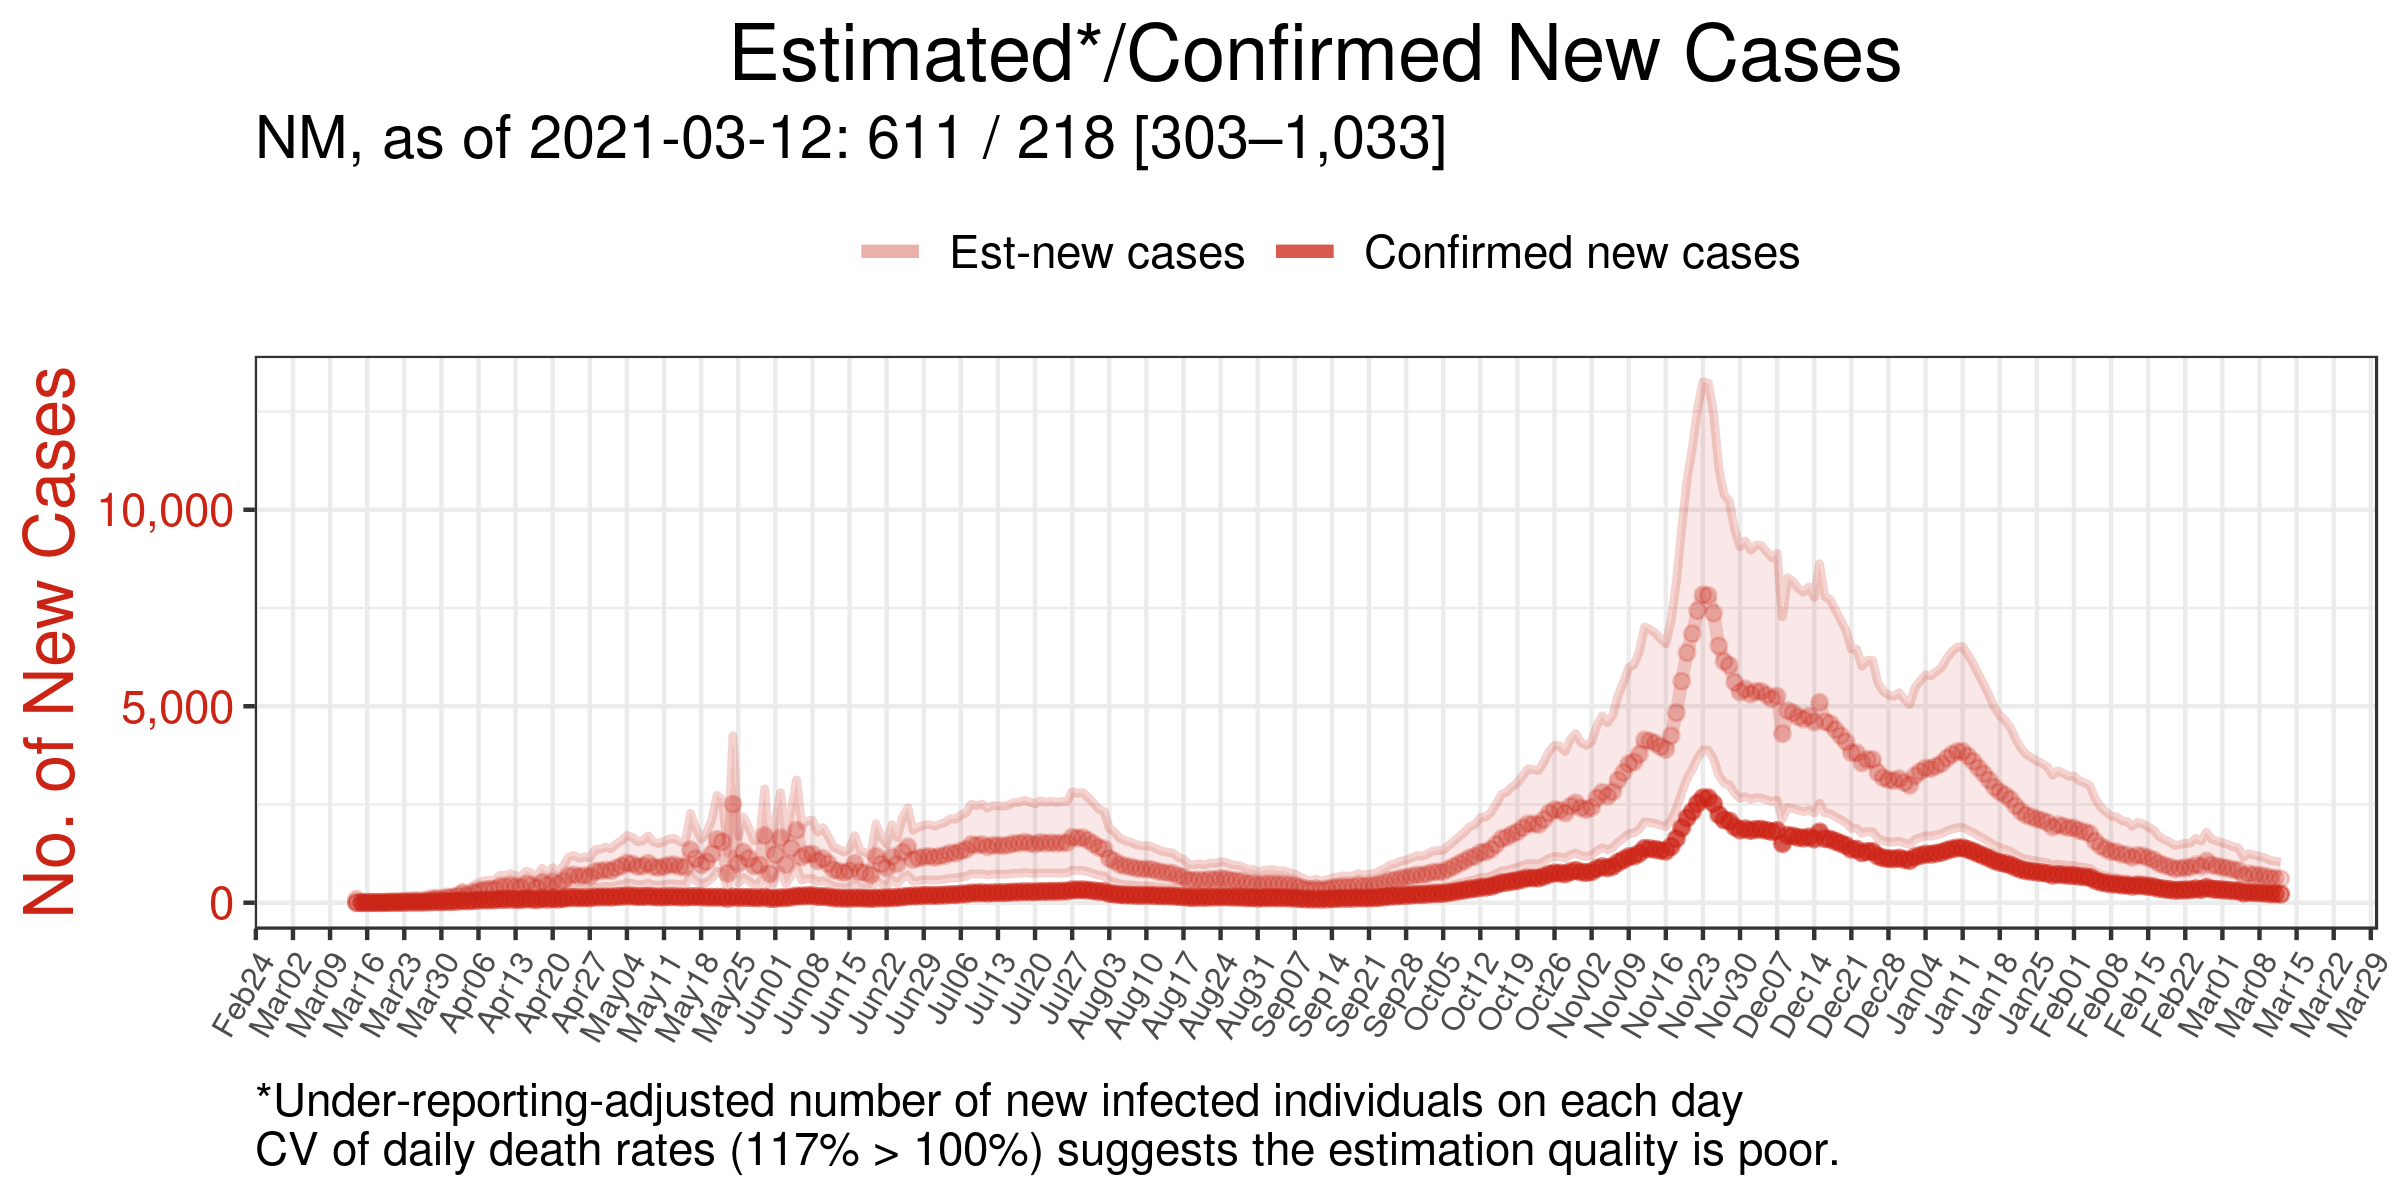 Estimated*/Confirmed New Cases
NM, as of 2021-03-12: 611 / 218 [303–1,033]
Est-new cases
Confirmed new cases
No. of New Cases
10,000
5,000
0
Feb24
Mar02
Mar09
Mar16
Mar23
Mar30
Apr06
Apr13
Apr20
Apr27
May04
May11
May18
May25
Jun01
Jun08
Jun15
Jun22
Jun29
Jul06
Jul13
Jul20
Jul27
Aug03
Aug10
Aug17
Aug24
Aug31
Sep07
Sep14
Sep21
Sep28
Oct05
Oct12
Oct19
Oct26
Nov02
Nov09
Nov16
Nov23
Nov30
Dec07
Dec14
Dec21
Dec28
Jan04
Jan11
Jan18
Jan25
Feb01
Feb08
Feb15
Feb22
Mar01
Mar08
Mar15
Mar22
Mar29
*Under-reporting-adjusted number of new infected individuals on each day
CV of daily death rates (117% > 100%) suggests the estimation quality is poor.